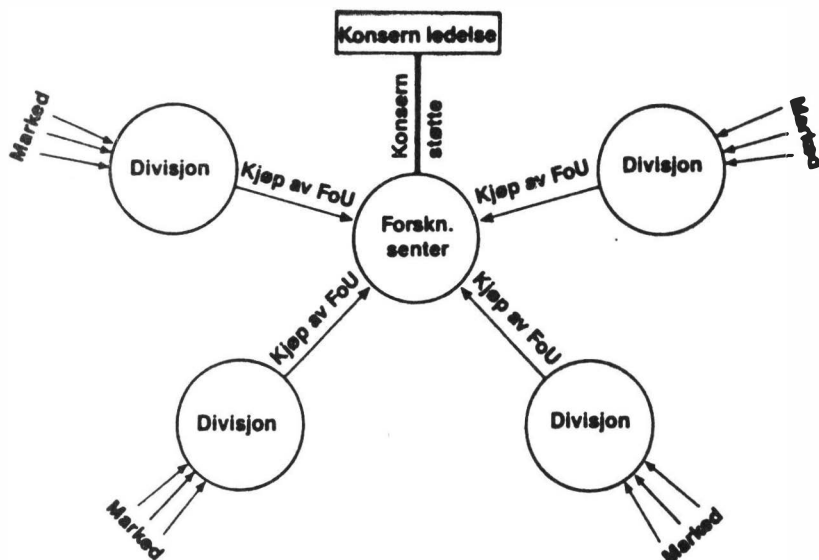 Konsern ledelse
Konsern
støtte
Marked
Divisjon
Kjøp av FoU
Marked
Divisjon
Kjøp av FoU
Forskn.
senter
Kjøp av FoU
Divisjon
Marked
Kjøp av FoU
Divisjon
Marked